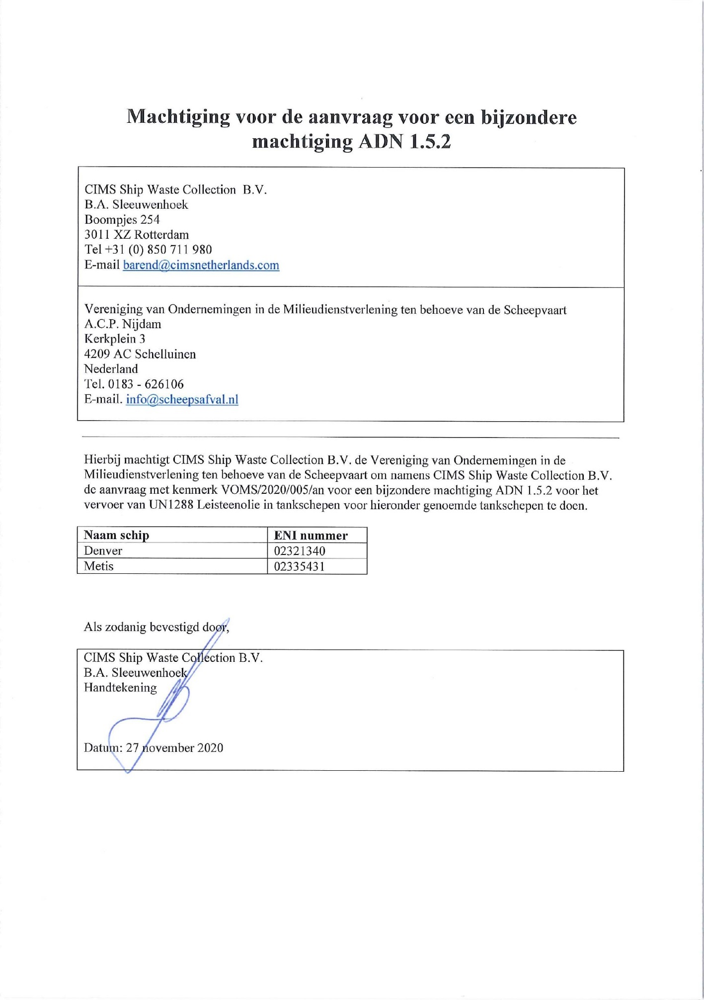 Machtiging voor de aanvraag voor een bijzondere
machtiging ADN 1.5.2
CIMS Ship Waste Collection B.V.
B.A. Sleeuwenhoek
Boompjes 254
3011 XZ Rotterdam
Tel +31 (0) 850 711 980
E-mail barend@cimsnetherlands.com
Vereniging van Ondernemingen in de Milieudienstverlening ten behoeve van de Scheepvaart
A.C.P. Nijdam
Kerkplein 3
4209 AC Schelluinen
Nederland
Tel. 0183 - 626106
E-mail. info@scheepsafval.nl
Hierbij machtigt CIMS Ship Waste Collection B.V. de Vereniging van Ondernemingen in de
Milieudienstverlening ten behoeve van de Scheepvaart om namens CIMS Ship Waste Collection B.V.
de aanvraag met kenmerk VOMS/2020/005/an voor een bijzondere machtiging ADN 1.5.2 voor het
vervoer van UN1288 Leisteenolie in tankschepen voor hieronder genoemde tankschepen te doen.
Naam schip ENI nummer
Denver 02321340
Metis 02335431
Als zodanig bevestigd door,
CIMS Ship Waste Collection B.V.
B.A. Sleeuwenhoek
Handtekening
Datum: 27 november 2020